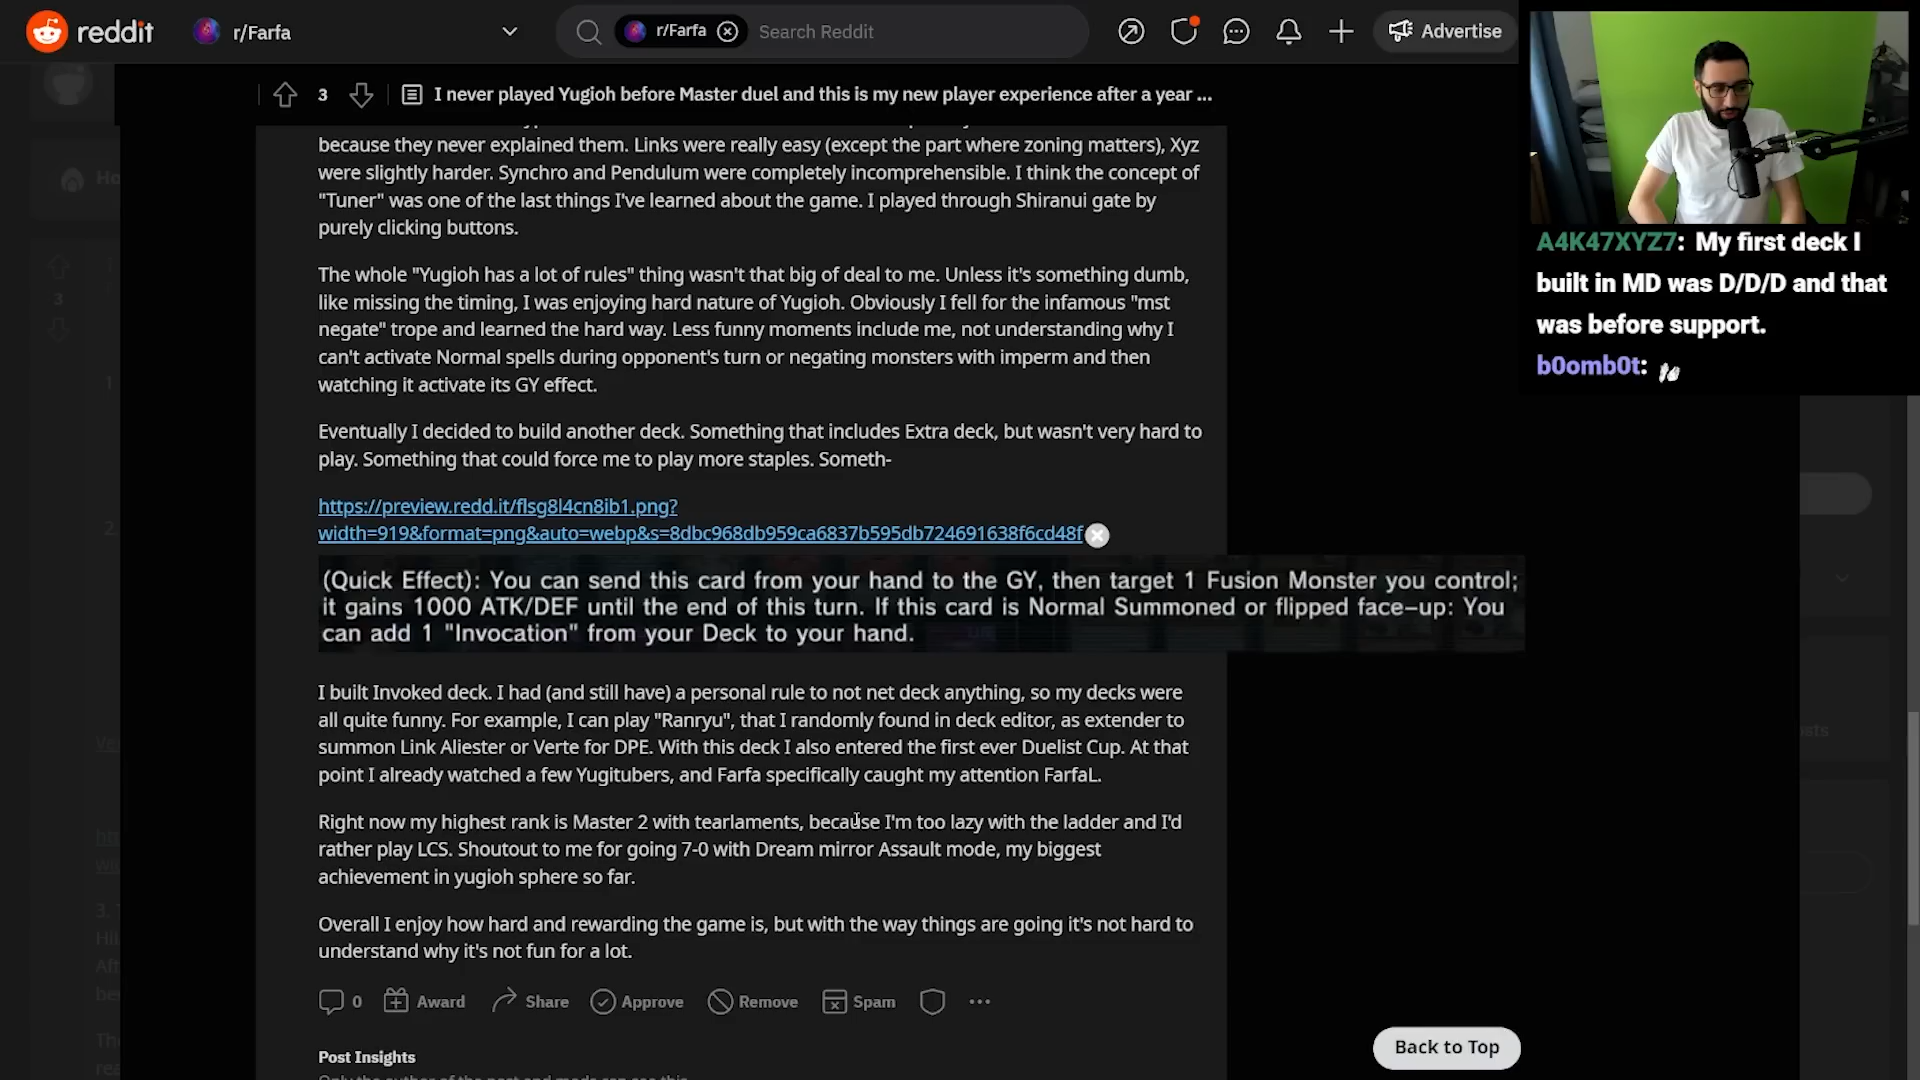 reddit
r/Farfa
r/Farfa
Search Reddit
Advertise
3
I never played Yugioh before Master duel and this is my new player experience after a year ...
because they never explained them. Links were really easy (except the part where zoning matters), Xyz
were slightly harder. Synchro and Pendulum were completely incomprehensible. I think the concept of
"Tuner" was one of the last things I've learned about the game. I played through Shiranui gate by
purely clicking buttons.
The whole "Yugioh has a lot of rules" thing wasn't that big of deal to me. Unless it's something dumb,
like missing the timing, I was enjoying hard nature of Yugioh. Obviously I fell for the infamous "mst
negate" trope and learned the hard way. Less funny moments include me, not understanding why I
can't activate Normal spells during opponent's turn or negating monsters with imperm and then
watching it activate its GY effect.
Eventually I decided to build another deck. Something that includes Extra deck, but wasn't very hard to
play. Something that could force me to play more staples. Someth-
https://preview.redd.it/flsg8l4cn8ib1.png?
width=919&format=png&auto=webp&s=8dbc968db959ca6837b595db724691638f6cd48f
(Quick Effect): You can send this card from your hand to the GY, then target 1 Fusion Monster you control;
it gains 1000 ATK/DEF until the end of this turn. If this card is Normal Summoned or flipped face-up: You
can add 1 "Invocation" from your Deck to your hand.
I built Invoked deck. I had (and still have) a personal rule to not net deck anything, so my decks were
all quite funny. For example, I can play "Ranryu", that I randomly found in deck editor, as extender to
summon Link Aliester or Verte for DPE. With this deck I also entered the first ever Duelist Cup. At that
point I already watched a few Yugitubers, and Farfa specifically caught my attention FarfaL.
Right now my highest rank is Master 2 with tearlaments, because I'm too lazy with the ladder and I'd
rather play LCS. Shoutout to me for going 7-0 with Dream mirror Assault mode, my biggest
achievement in yugioh sphere so far.
Overall I enjoy how hard and rewarding the game is, but with the way things are going it's not hard to
understand why it's not fun for a lot.
0
Award
Share
Approve
Remove
Spam
Post Insights
Back to Top
A4K47XYZ7: My first deck I
built in MD was D/D/D and that
was before support.
b0omb0t:
3
1
2.
3.